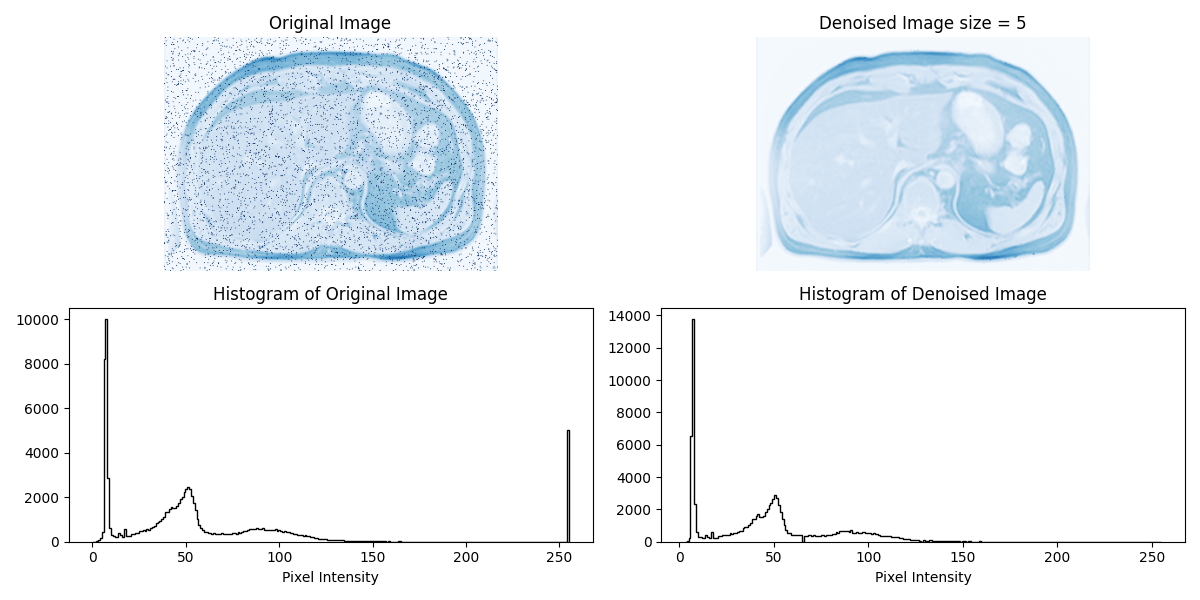 Original Image
Denoised Image size = 5
Histogram of Original Image
10000
8000
6000
4000
2000
0
0 50 100 150 200 250
Pixel Intensity
Histogram of Denoised Image
14000
12000
10000
8000
6000
4000
2000
0
0 50 100 150 200 250
Pixel Intensity